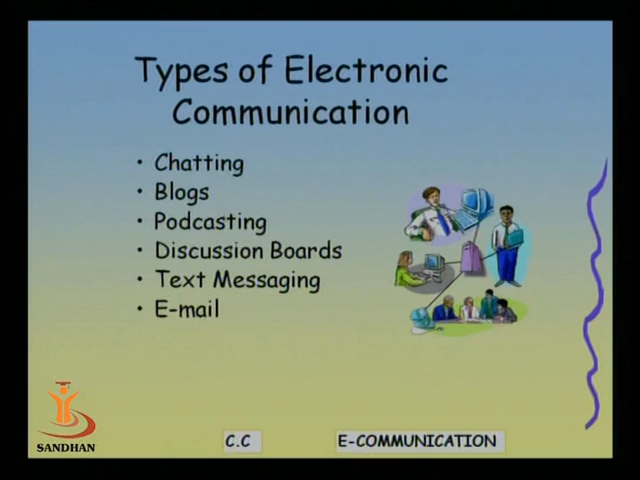 Types of Electronic
Communication
• Chatting
• Blogs
• Podcasting
• Discussion Boards
• Text Messaging
• E-mail
SANDHAN
C.C
E-COMMUNICATION